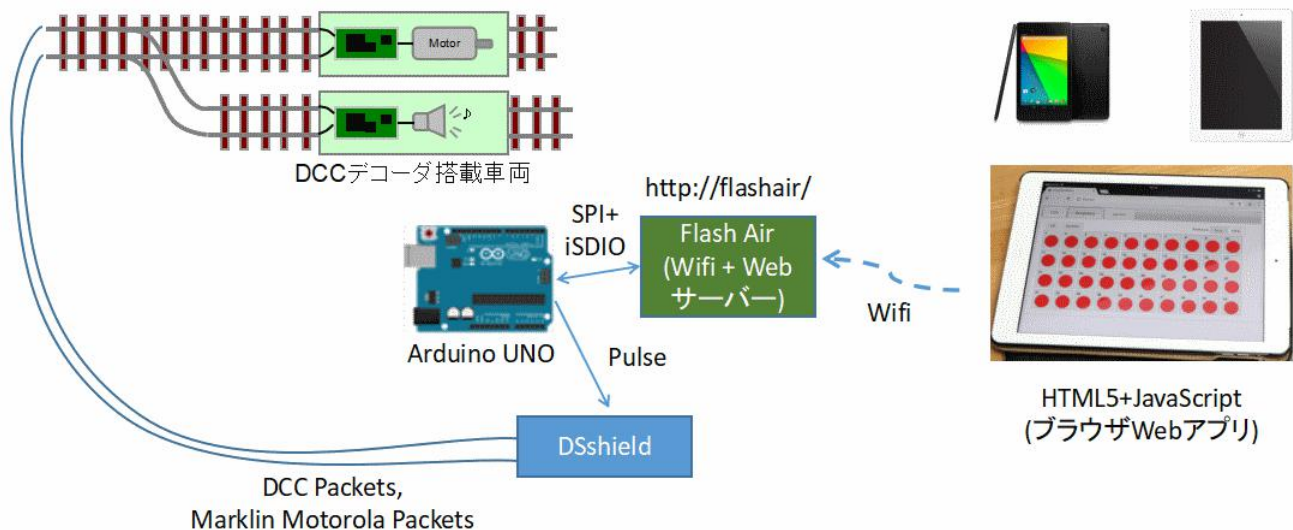 Motor
DCCデコーダ搭載車両
http://flashair/
SPI+
iSDIO
Flash Air
(Wifi + Web
サーバー)
Wifi
Arduino UNO
Pulse
DSshield
DCC Packets,
Marklin Motorola Packets
HTML5+JavaScript
(ブラウザWebアプリ)